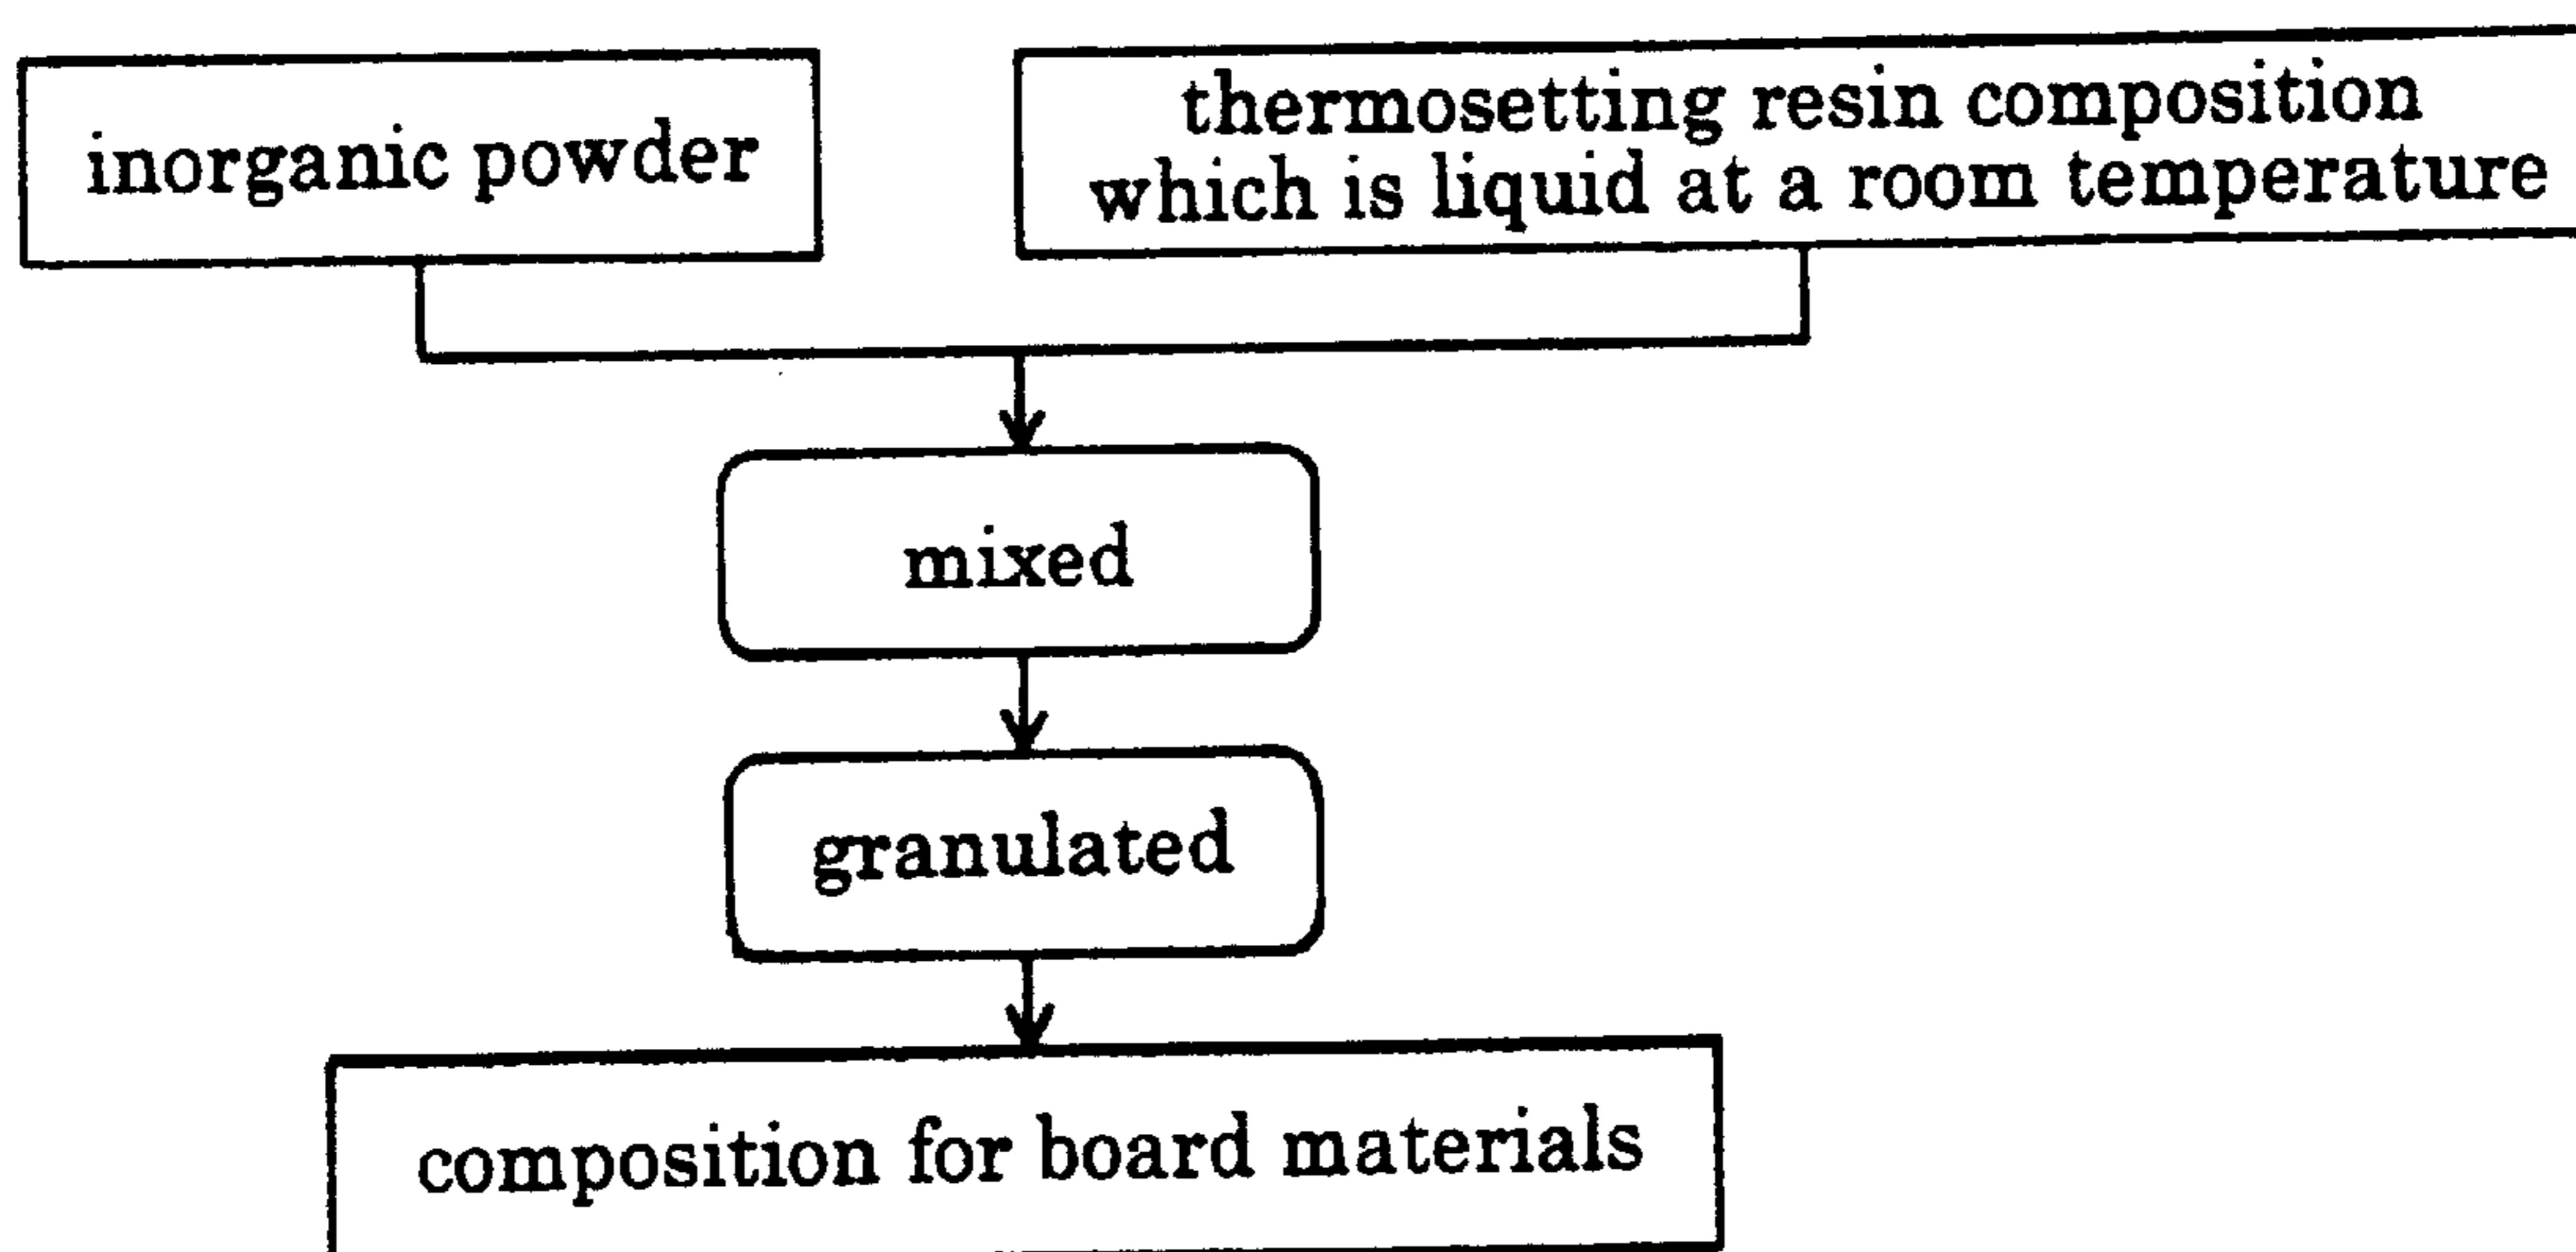 inorganic powder
thermosetting resin composition
which is liquid at a room temperature
mixed
granulated
composition for board materials